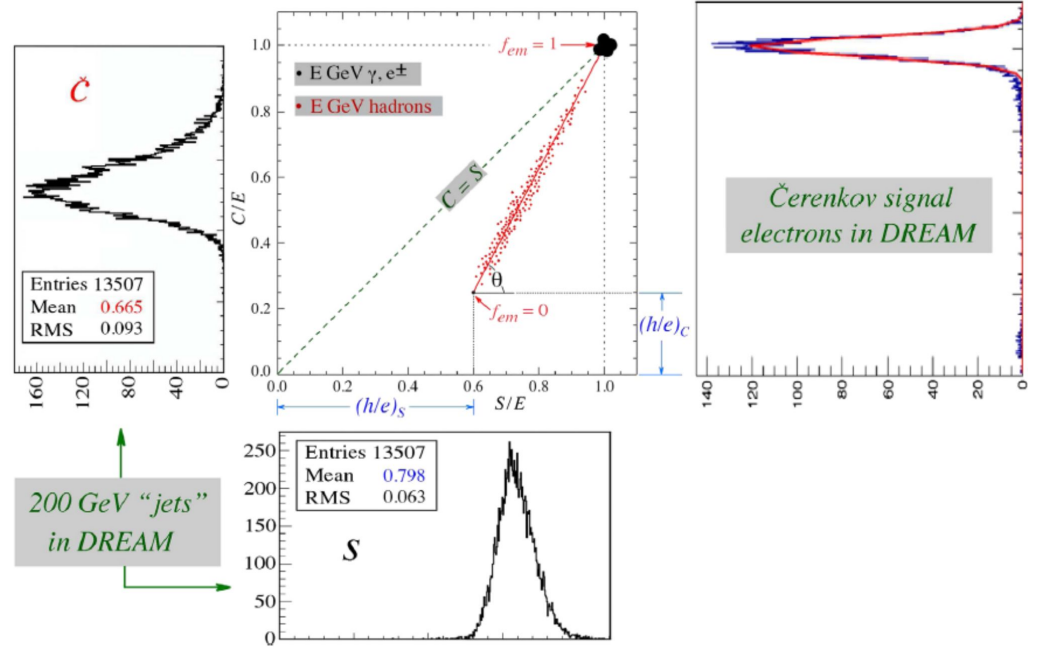 Č
Entries 13507
Mean 0.665
RMS 0.093
160
120
80
40
0
1.0
0.8
0.6
0.4
0.2
0.0
C/E
f_em = 1
• E GeV γ, e±
• E GeV hadrons
C = S
θ
f_em = 0
(h/e)_C
0.0
0.2
0.4
0.6
0.8
1.0
(h/e)_S
S/E
Čerenkov signal
electrons in DREAM
140
120
100
80
60
40
20
0
200 GeV “jets”
in DREAM
Entries 13507
Mean 0.798
RMS 0.063
S
250
200
150
100
50
0